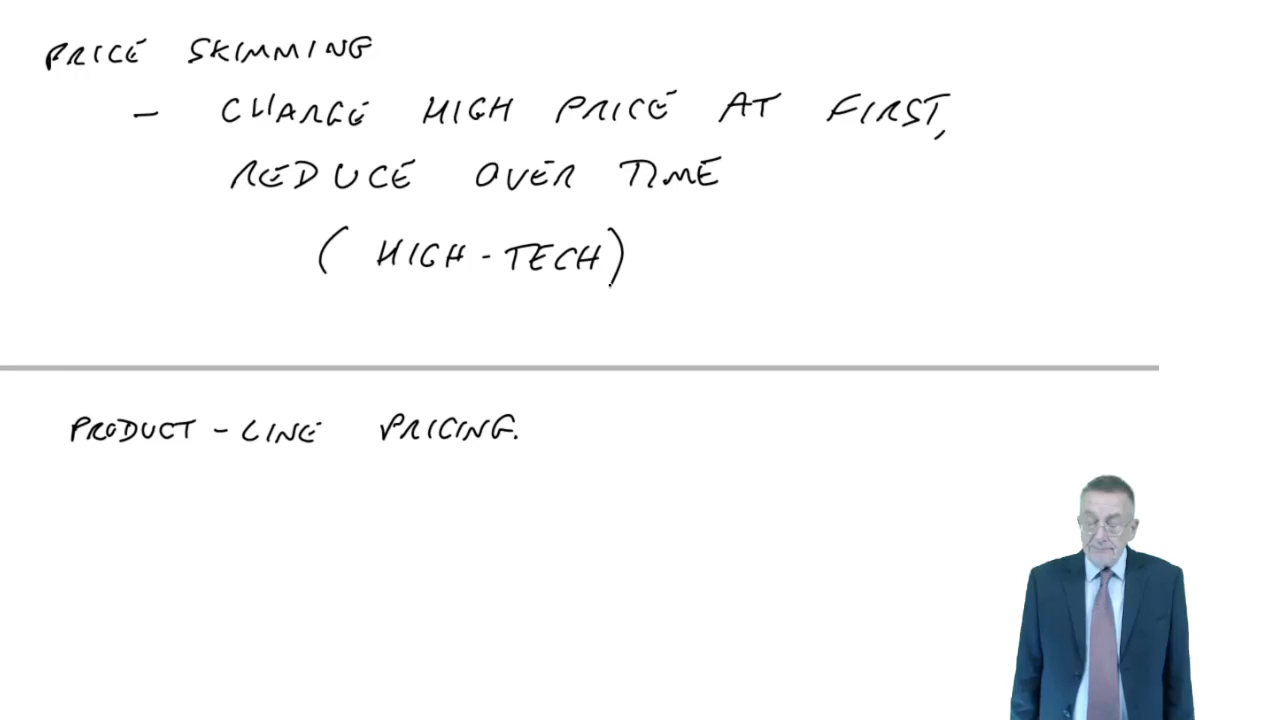 PRICE SKIMMING
- CHARGE HIGH PRICE AT FIRST,
REDUCE OVER TIME
(HIGH-TECH)
PRODUCT-LINE PRICING.